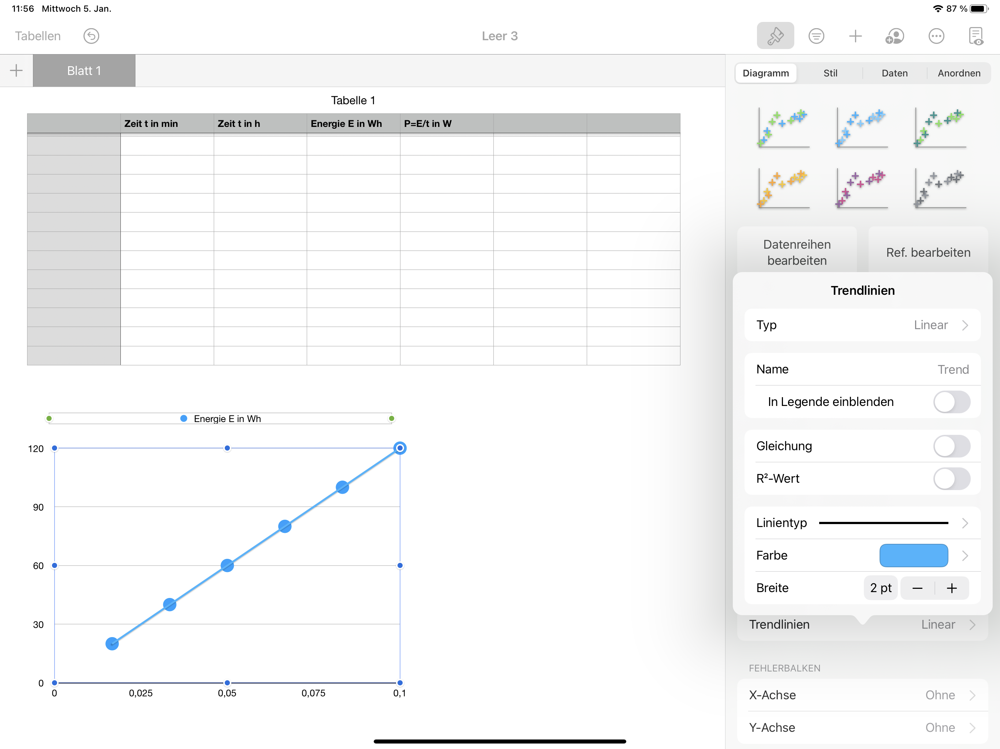 11:56 Mittwoch 5. Jan.
87 %
Tabellen
Leer 3
Blatt 1
Diagramm
Stil
Daten
Anordnen
Tabelle 1
Zeit t in min
Zeit t in h
Energie E in Wh
P=E/t in W
Datenreihen
bearbeiten
Ref. bearbeiten
Trendlinien
Typ
Linear
Name
Trend
In Legende einblenden
Gleichung
R²-Wert
Linientyp
Farbe
Breite
2 pt
Trendlinien
Linear
FEHLERBALKEN
X-Achse
Ohne
Y-Achse
Ohne
Energie E in Wh
120
90
60
30
0
0
0,025
0,05
0,075
0,1